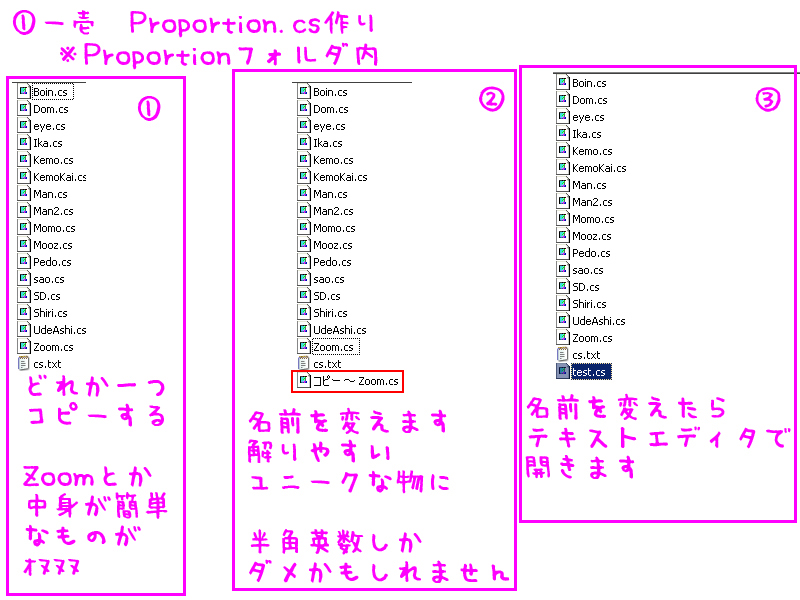 ①ー壱　Proportion.cs作り
※Proportionフォルダ内
①
Boin.cs
Dom.cs
eye.cs
Ika.cs
Kemo.cs
KemoKai.cs
Man.cs
Man2.cs
Momo.cs
Mooz.cs
Pedo.cs
sao.cs
SD.cs
Shiri.cs
UdeAshi.cs
Zoom.cs
cs.txt
どれか一つ
コピーする
Zoomとか
中身が簡単
なものが
ｵｽｽﾒ
②
Boin.cs
Dom.cs
eye.cs
Ika.cs
Kemo.cs
KemoKai.cs
Man.cs
Man2.cs
Momo.cs
Mooz.cs
Pedo.cs
sao.cs
SD.cs
Shiri.cs
UdeAshi.cs
Zoom.cs
cs.txt
コピー ～ Zoom.cs
名前を変えます
解りやすい
ユニークな物に
半角英数しか
ダメかもしれません
③
Boin.cs
Dom.cs
eye.cs
Ika.cs
Kemo.cs
KemoKai.cs
Man.cs
Man2.cs
Momo.cs
Mooz.cs
Pedo.cs
sao.cs
SD.cs
Shiri.cs
UdeAshi.cs
Zoom.cs
cs.txt
test.cs
名前を変えたら
テキストエディタで
開きます